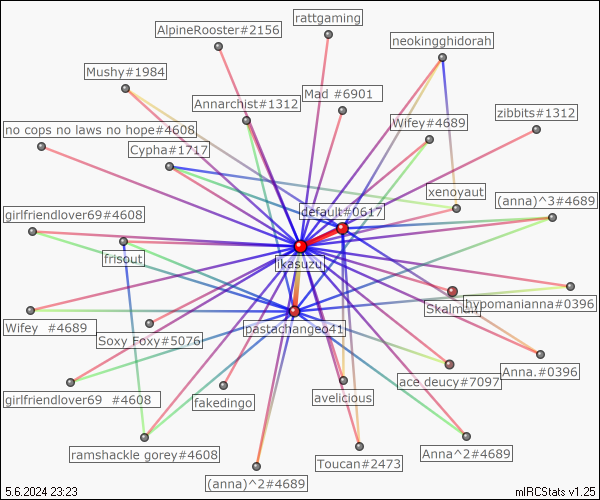 rattgaming
AlpineRooster#2156
neokingghidorah
Mushy#1984
Mad #6901
Annarchist#1312
zibbits#1312
Wifey#4689
no cops no laws no hope#4608
Cypha#1717
xenoyaut
(anna)^3#4689
default#0617
girlfriendlover69#4608
frisout
ikasuzu
hypomanianna#0396
Wifey #4689
pastachangeo41
Soxy Foxy#5076
Anna.#0396
ace deucy#7097
girlfriendlover69 #4608
fakedingo
avelicious
ramshackle gorey#4608
Anna^2#4689
Toucan#2473
(anna)^2#4689
5.6.2024 23:23
mIRCStats v1.25